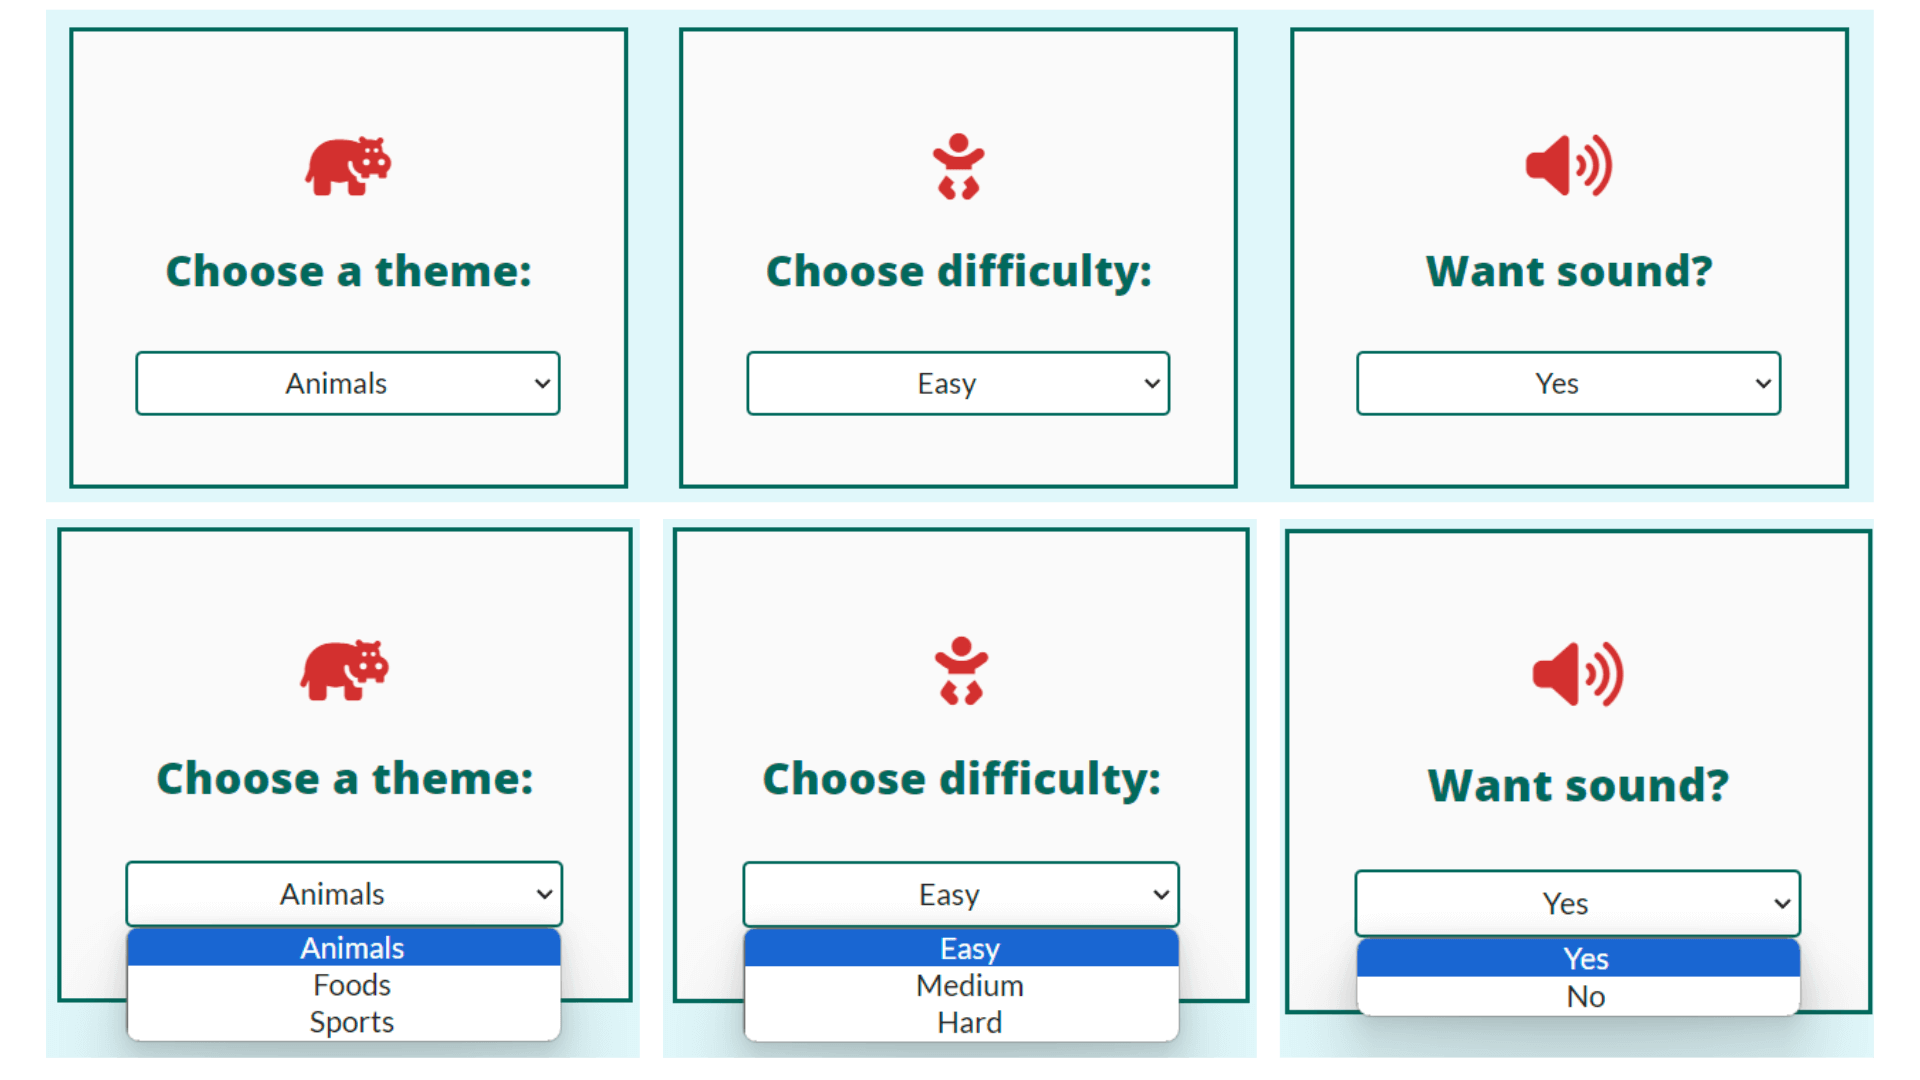 Choose a theme:
Animals
Choose difficulty:
Easy
Want sound?
Yes
Choose a theme:
Animals
Animals
Foods
Sports
Choose difficulty:
Easy
Easy
Medium
Hard
Want sound?
Yes
Yes
No